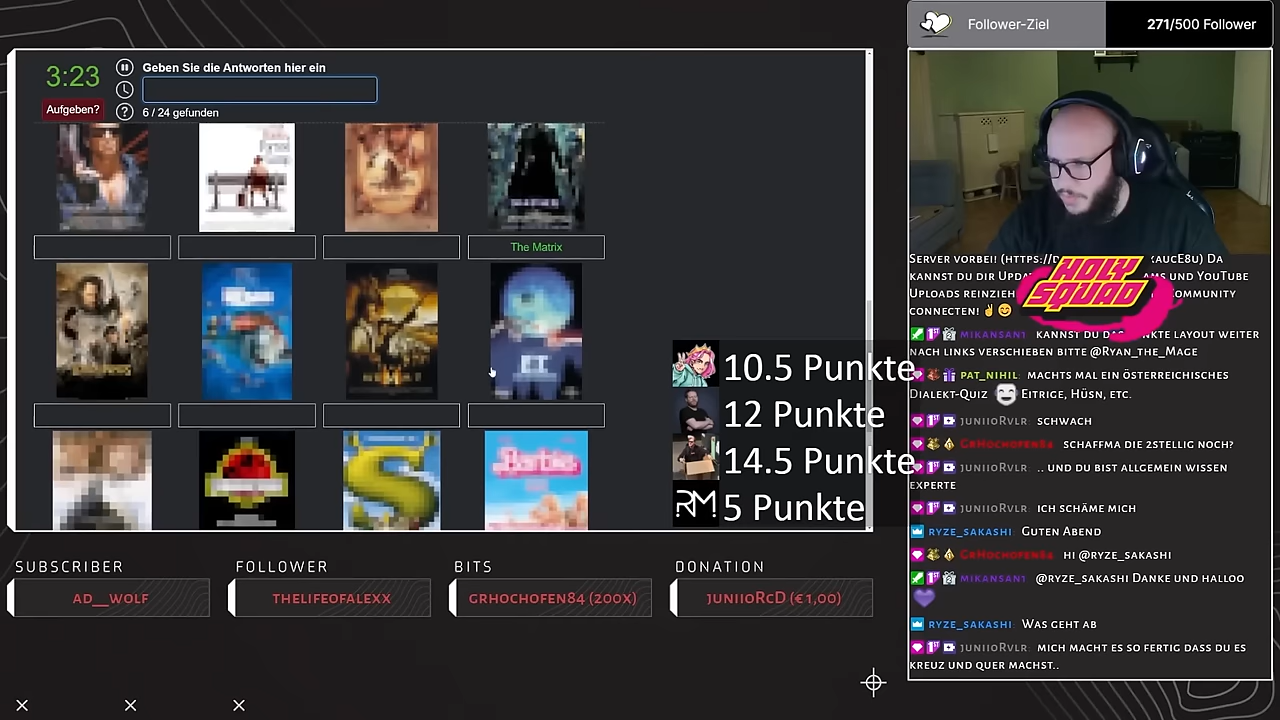 Follower-Ziel
271/500 Follower
3:23
Geben Sie die Antworten hier ein
Aufgeben?
6 / 24 gefunden
The Matrix
E.T.
Barbie
10.5 Punkte
12 Punkte
14.5 Punkte
RM 5 Punkte
SUBSCRIBER
AD__WOLF
FOLLOWER
THELIFEOFALEXX
BITS
GRHOCHOFEN84 (200X)
DONATION
JUNIIORCD (€1,00)
HOLY
SQUAD
SERVER VORBEI! (HTTPS://D KAUCE8U) DA
KANNST DU DIR UPDA AMS UND YOUTUBE
UPLOADS REINZIEH COMMUNITY
CONNECTEN! ✌😊
MIKANSAN1 KANNST DU DAS PUNKTE LAYOUT WEITER
NACH LINKS VERSCHIEBEN BITTE @RYAN_THE_MAGE
PAT_NIHIL: MACHTS MAL EIN ÖSTERREICHISCHES
DIALEKT-QUIZ EITRIGE, HÜSN, ETC.
JUNIIORVLR: SCHWACH
GRHOCHOFEN84 SCHAFFMA DIE 2STELLIG NOCH?
JUNIIORVLR: .. UND DU BIST ALLGEMEIN WISSEN
EXPERTE
JUNIIORVLR: ICH SCHÄME MICH
RYZE_SAKASHI: GUTEN ABEND
GRHOCHOFEN84 HI @RYZE_SAKASHI
MIKANSAN1 @RYZE_SAKASHI DANKE UND HALLOO
💜
RYZE_SAKASHI: WAS GEHT AB
JUNIIORVLR: MICH MACHT ES SO FERTIG DASS DU ES
KREUZ UND QUER MACHST..